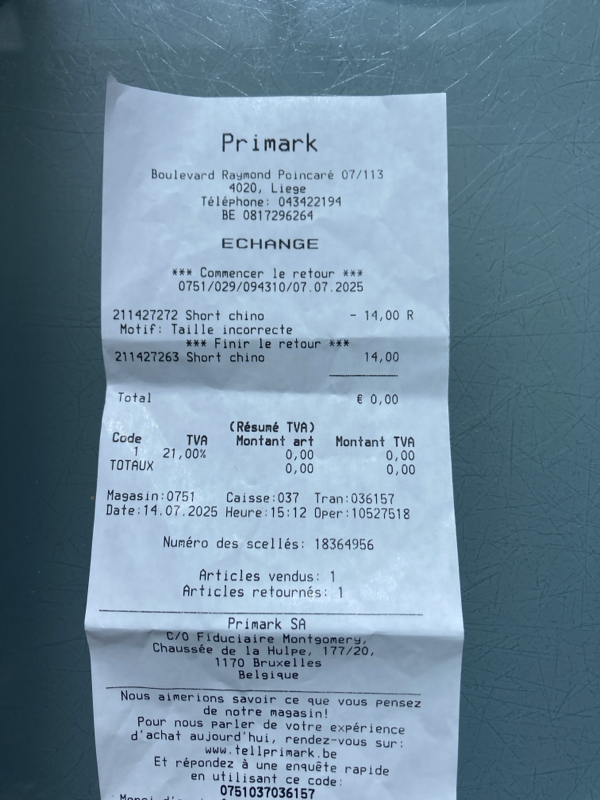 Primark
Boulevard Raymond Poincaré 07/113
4020, Liege
Téléphone: 043422194
BE 0817296264
ECHANGE
*** Commencer le retour ***
0751/029/094310/07.07.2025
211427272 Short chino - 14,00 R
Motif: Taille incorrecte
*** Finir le retour ***
211427263 Short chino 14,00
Total € 0,00
(Résumé TVA)
Code TVA Montant art Montant TVA
1 21,00% 0,00 0,00
TOTAUX 0,00 0,00
Magasin:0751 Caisse:037 Tran:036157
Date:14.07.2025 Heure:15:12 Oper:10527518
Numéro des scellés: 18364956
Articles vendus: 1
Articles retournés: 1
Primark SA
C/O Fiduciaire Montgomery,
Chaussée de la Hulpe, 177/20,
1170 Bruxelles
Belgique
Nous aimerions savoir ce que vous pensez
de notre magasin!
Pour nous parler de votre expérience
d'achat aujourd'hui, rendez-vous sur:
www.tellprimark.be
Et répondez à une enquête rapide
en utilisant ce code:
0751037036157